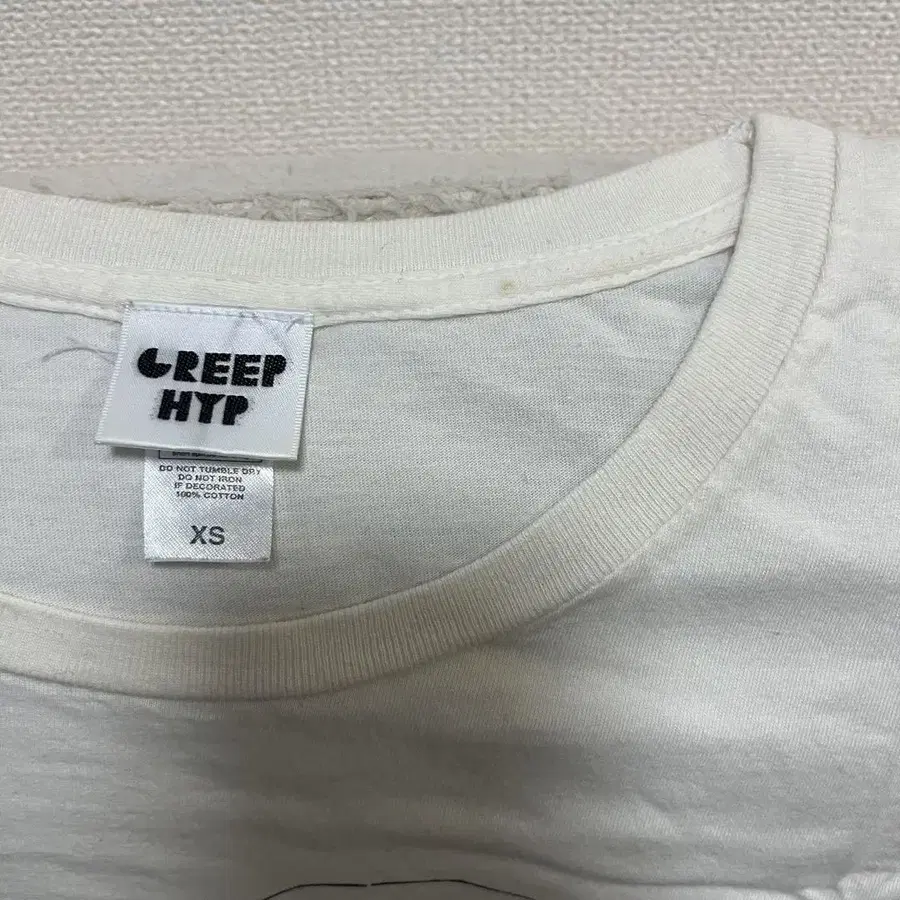 CREEP
HYP
DO NOT TUMBLE DRY
DO NOT IRON
IF DECORATED
100% COTTON
XS